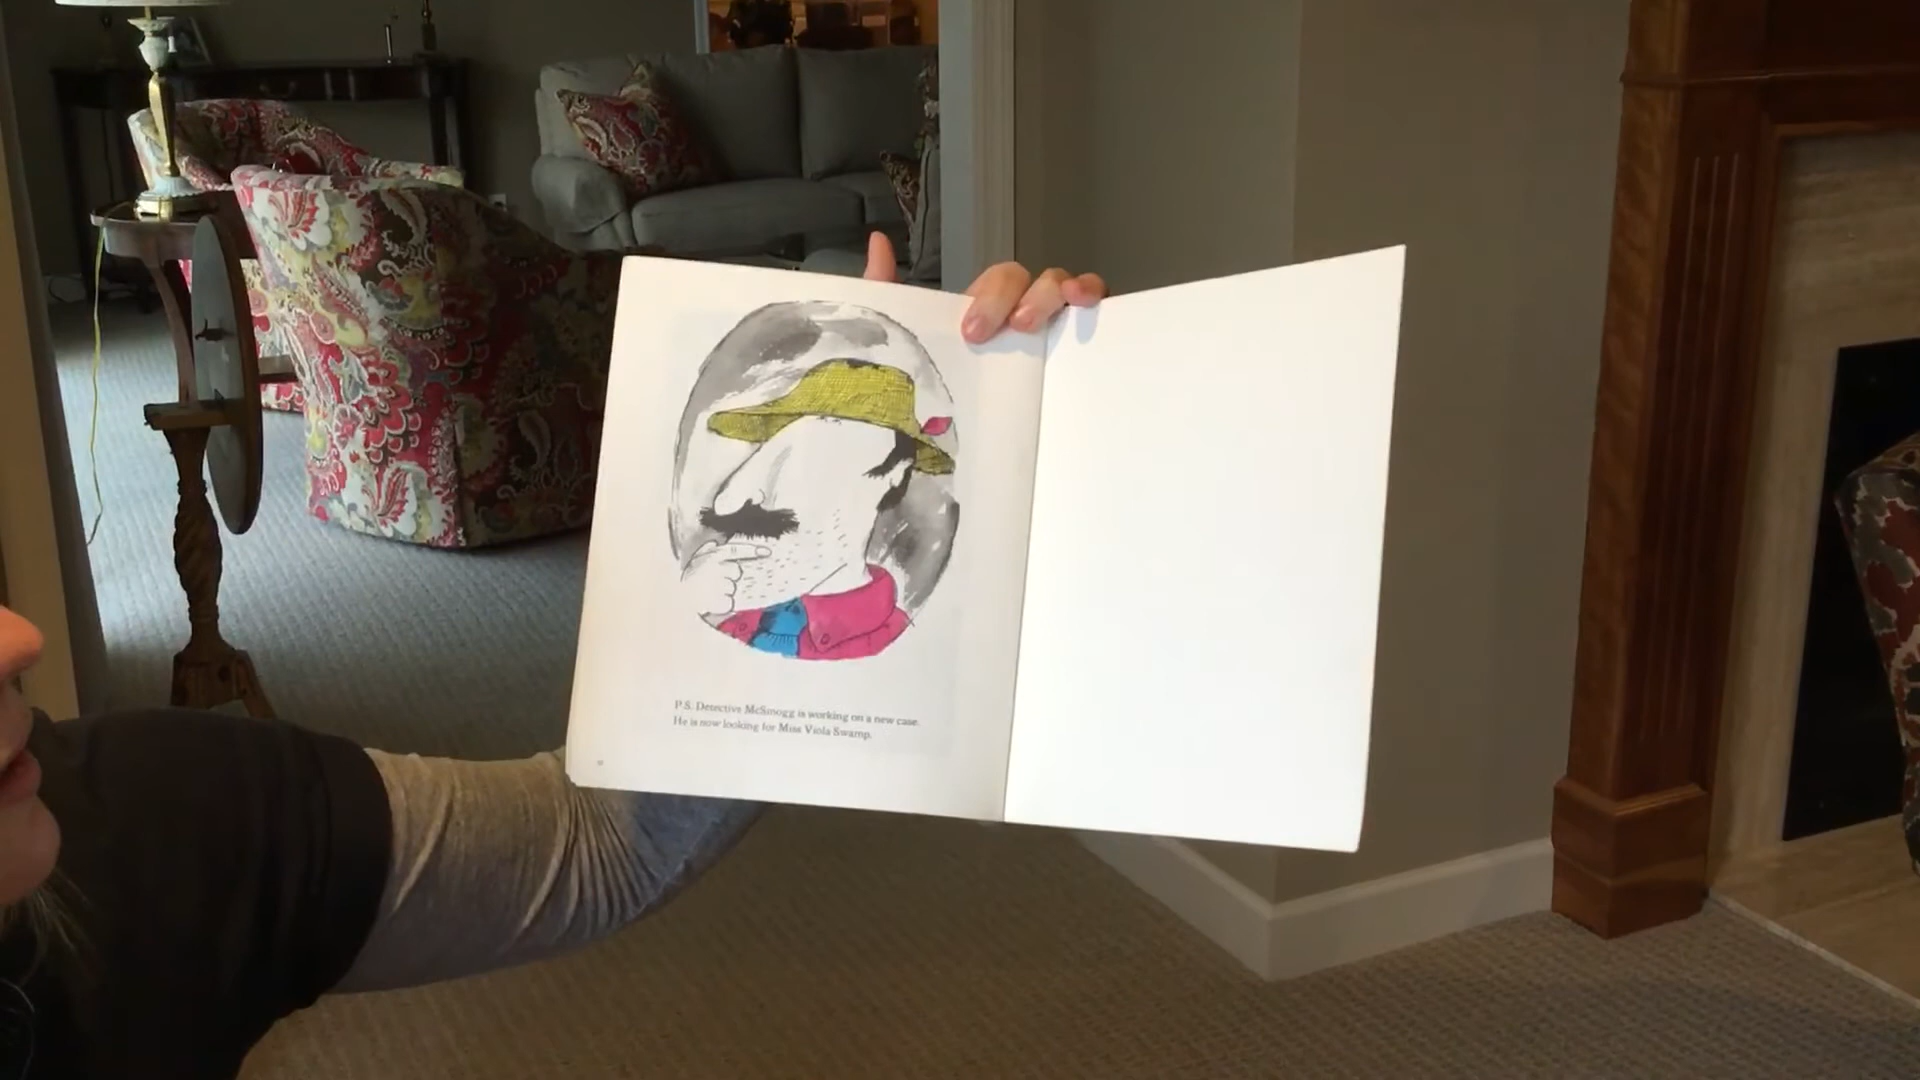 P.S. Detective McSmogg is working on a new case.
He is now looking for Miss Viola Swamp.